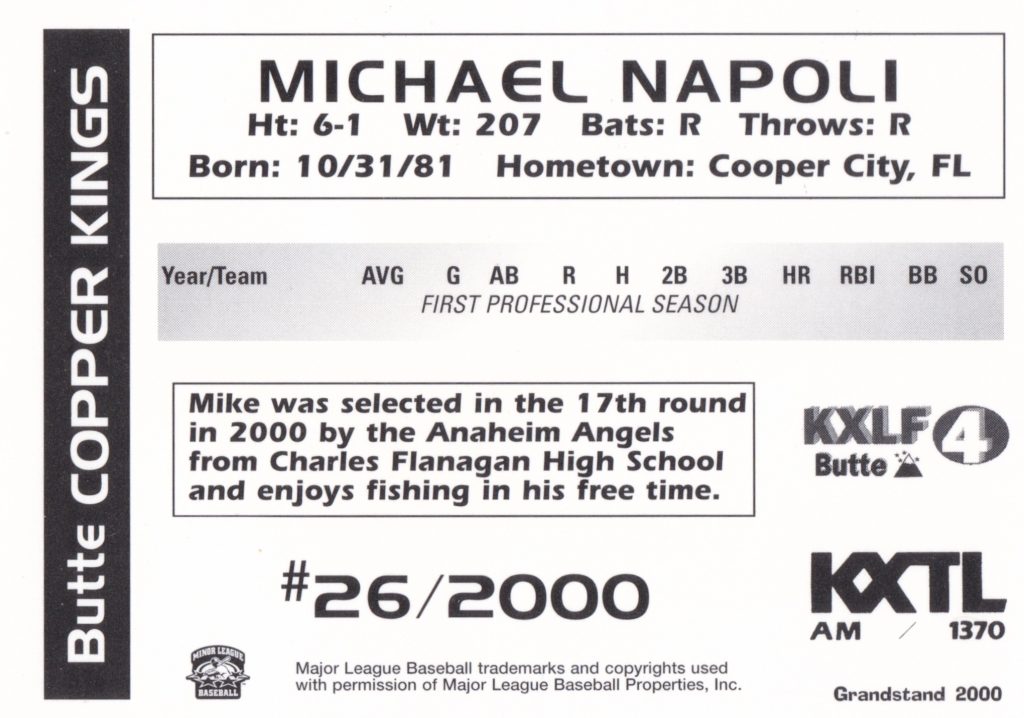 Butte COPPER KINGS
MICHAEL NAPOLI
Ht: 6-1 Wt: 207 Bats: R Throws: R
Born: 10/31/81 Hometown: Cooper City, FL
Year/Team AVG G AB R H 2B 3B HR RBI BB SO
FIRST PROFESSIONAL SEASON
Mike was selected in the 17th round
in 2000 by the Anaheim Angels
from Charles Flanagan High School
and enjoys fishing in his free time.
KXLF 4
Butte
#26/2000
KXTL
AM / 1370
MINOR LEAGUE
BASEBALL
Major League Baseball trademarks and copyrights used
with permission of Major League Baseball Properties, Inc.
Grandstand 2000